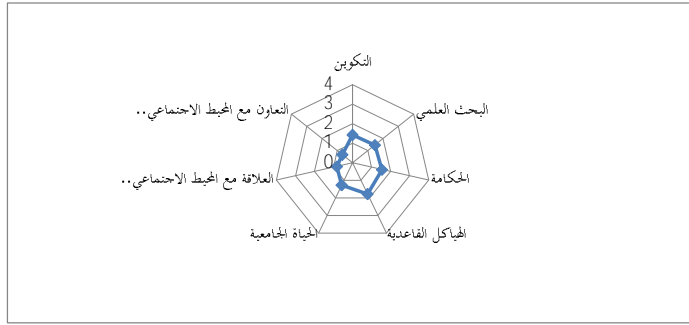 التكوين
4
3
2
1
0
البحث العلمي
التعاون مع المحيط الاجتماعي..
الحكامة
العلاقة مع المحيط الاجتماعي..
الهياكل القاعدية
الحياة الجامعية